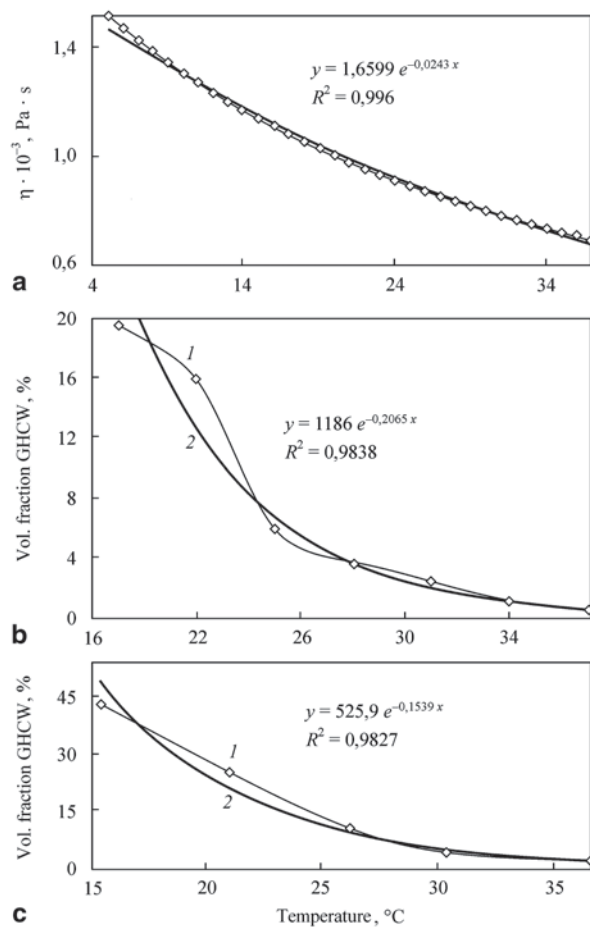 1,4
1,0
0,6
η · 10⁻³, Pa · s
y = 1,6599 e^−0,0243 x
R² = 0,996
a
4 14 24 34
20
16
12
8
4
0
Vol. fraction GHCW, %
1
2
y = 1186 e^−0,2065 x
R² = 0,9838
b
16 22 26 30 34
45
30
15
0
Vol. fraction GHCW, %
1
2
y = 525,9 e^−0,1539 x
R² = 0,9827
15 20 25 30 35
c
Temperature, °C